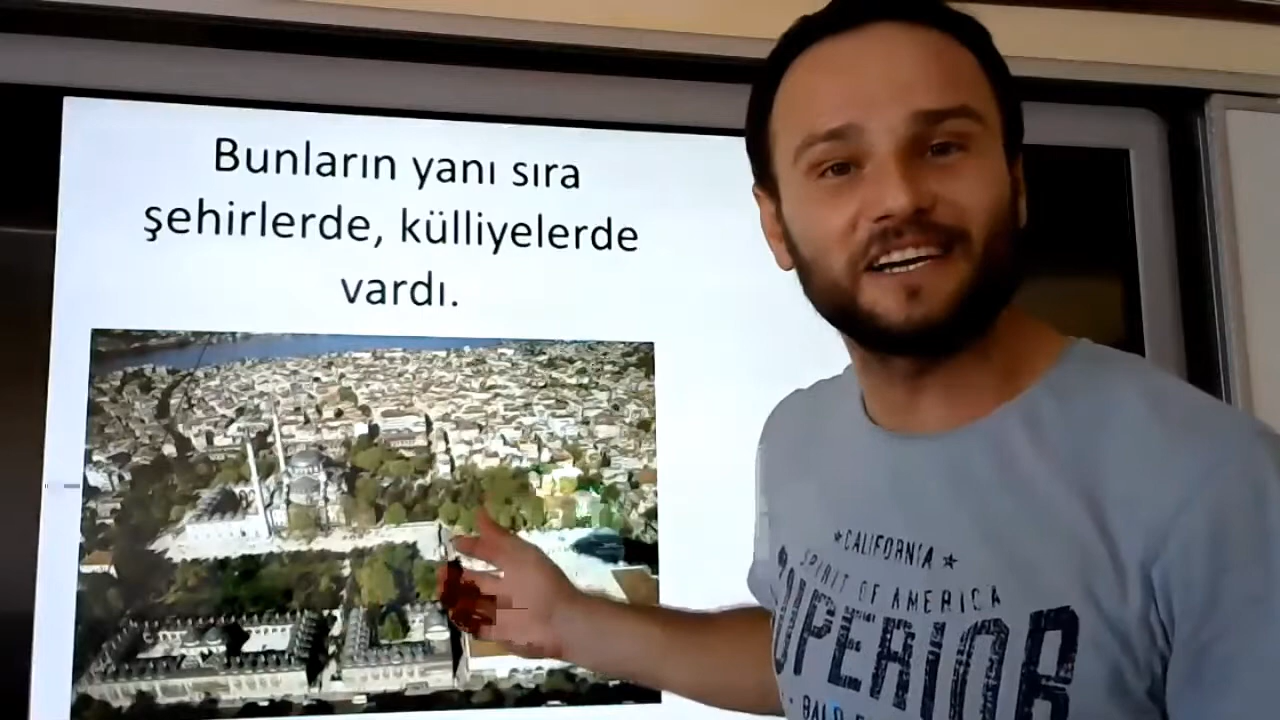 Bunların yanı sıra
şehirlerde, külliyelerde
vardı.
★CALIFORNIA★
SPIRIT OF AMERICA
SUPERIOR